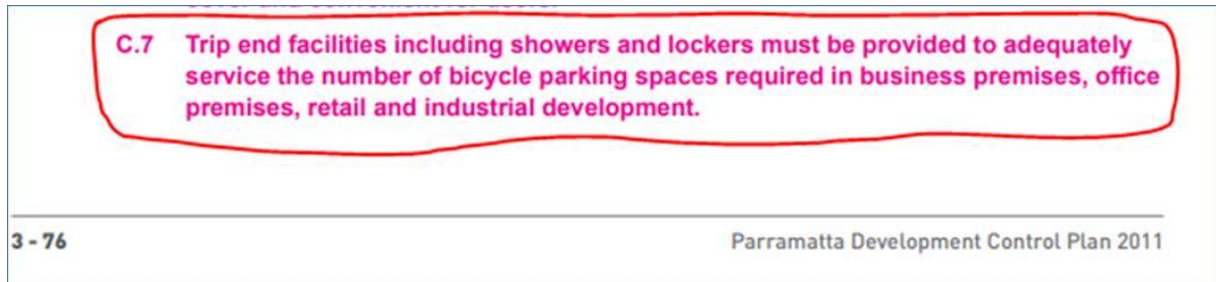 C.7 Trip end facilities including showers and lockers must be provided to adequately
service the number of bicycle parking spaces required in business premises, office
premises, retail and industrial development.
3 - 76 Parramatta Development Control Plan 2011